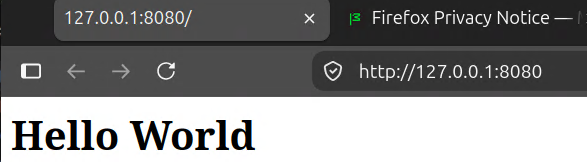 127.0.0.1:8080/
Firefox Privacy Notice —
http://127.0.0.1:8080
Hello World